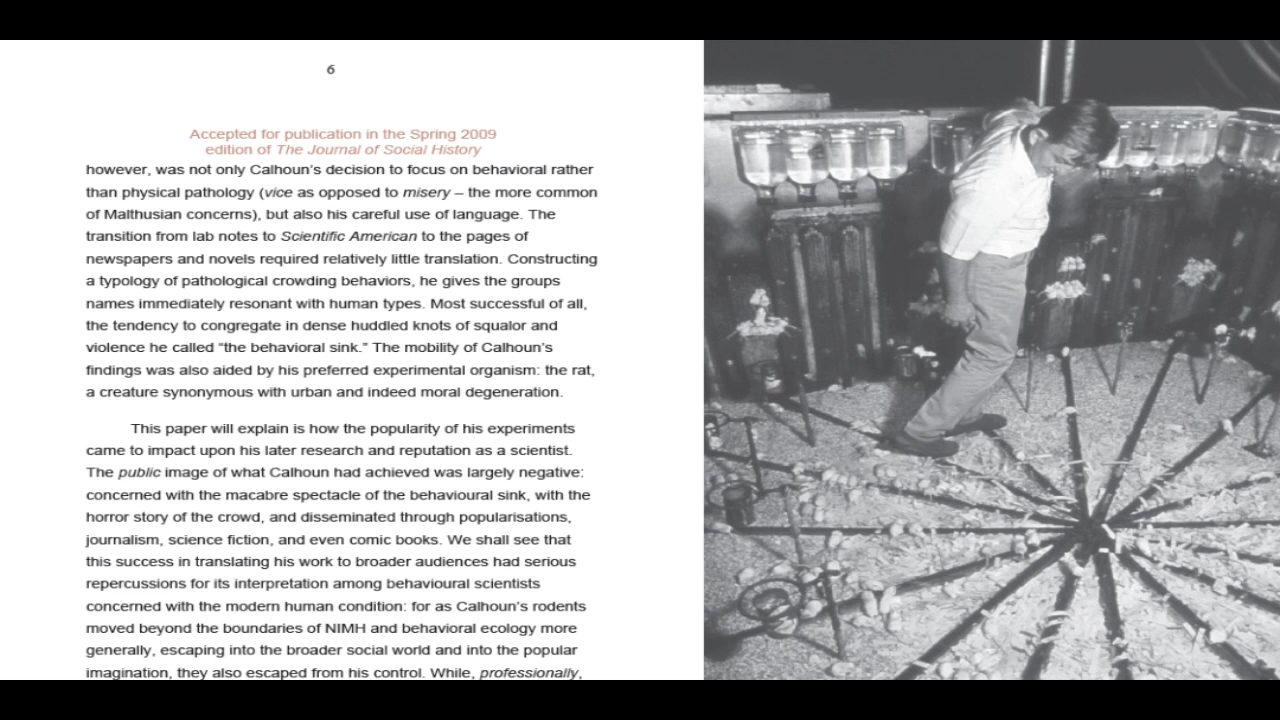 6
Accepted for publication in the Spring 2009
edition of The Journal of Social History
however, was not only Calhoun’s decision to focus on behavioral rather
than physical pathology (vice as opposed to misery – the more common
of Malthusian concerns), but also his careful use of language. The
transition from lab notes to Scientific American to the pages of
newspapers and novels required relatively little translation. Constructing
a typology of pathological crowding behaviors, he gives the groups
names immediately resonant with human types. Most successful of all,
the tendency to congregate in dense huddled knots of squalor and
violence he called “the behavioral sink.” The mobility of Calhoun’s
findings was also aided by his preferred experimental organism: the rat,
a creature synonymous with urban and indeed moral degeneration.
This paper will explain is how the popularity of his experiments
came to impact upon his later research and reputation as a scientist.
The public image of what Calhoun had achieved was largely negative:
concerned with the macabre spectacle of the behavioural sink, with the
horror story of the crowd, and disseminated through popularisations,
journalism, science fiction, and even comic books. We shall see that
this success in translating his work to broader audiences had serious
repercussions for its interpretation among behavioural scientists
concerned with the modern human condition: for as Calhoun’s rodents
moved beyond the boundaries of NIMH and behavioral ecology more
generally, escaping into the broader social world and into the popular
imagination, they also escaped from his control. While, professionally,